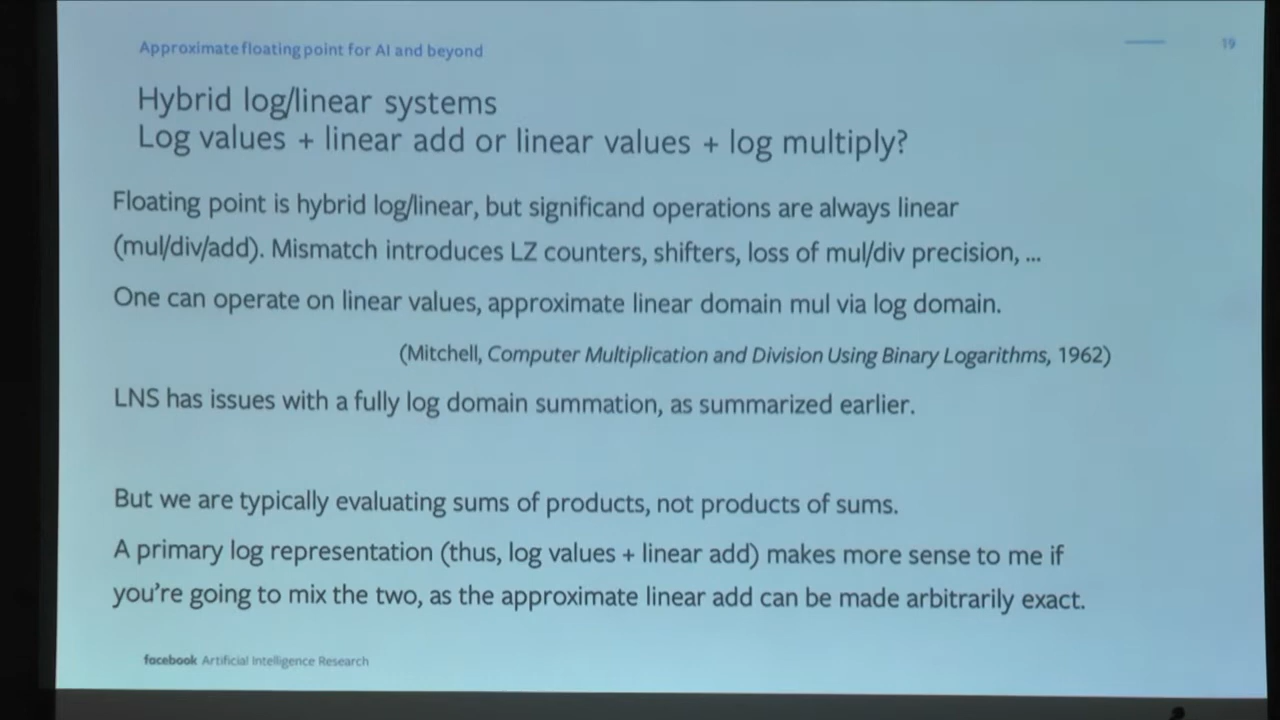 Approximate floating point for AI and beyond
19
Hybrid log/linear systems
Log values + linear add or linear values + log multiply?
Floating point is hybrid log/linear, but significand operations are always linear
(mul/div/add). Mismatch introduces LZ counters, shifters, loss of mul/div precision, ...
One can operate on linear values, approximate linear domain mul via log domain.
(Mitchell, Computer Multiplication and Division Using Binary Logarithms, 1962)
LNS has issues with a fully log domain summation, as summarized earlier.
But we are typically evaluating sums of products, not products of sums.
A primary log representation (thus, log values + linear add) makes more sense to me if
you're going to mix the two, as the approximate linear add can be made arbitrarily exact.
facebook Artificial Intelligence Research